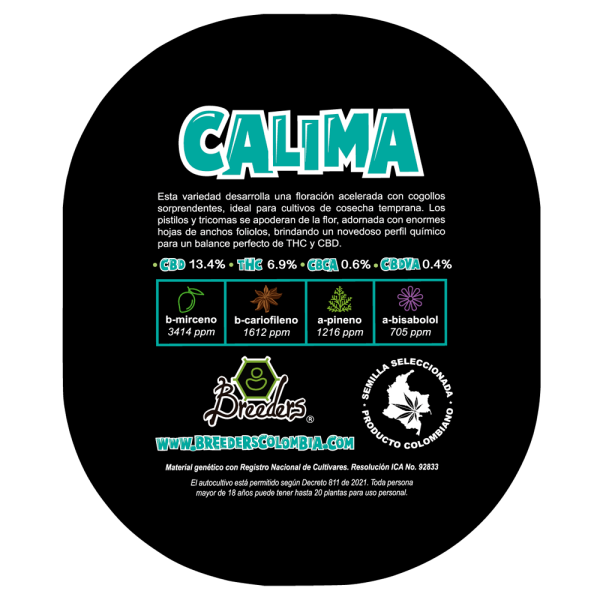 CALIMA
Esta variedad desarrolla una floración acelerada con cogollos
sorprendentes, ideal para cultivos de cosecha temprana. Los
pistilos y tricomas se apoderan de la flor, adornada con enormes
hojas de anchos foliolos, brindando un novedoso perfil químico
para un balance perfecto de THC y CBD.
• CBD 13.4% • THC 6.9% • CBCA 0.6% • CBDVA 0.4%
b-mirceno b-cariofileno a-pineno a-bisabolol
3414 ppm 1612 ppm 1216 ppm 705 ppm
Breeders ®
SEMILLA SELECCIONADA •
PRODUCTO COLOMBIANO •
WWW.BREEDERSCOLOMBIA.COM
Material genético con Registro Nacional de Cultivares. Resolución ICA No. 92833
El autocultivo está permitido según Decreto 811 de 2021. Toda persona
mayor de 18 años puede tener hasta 20 plantas para uso personal.